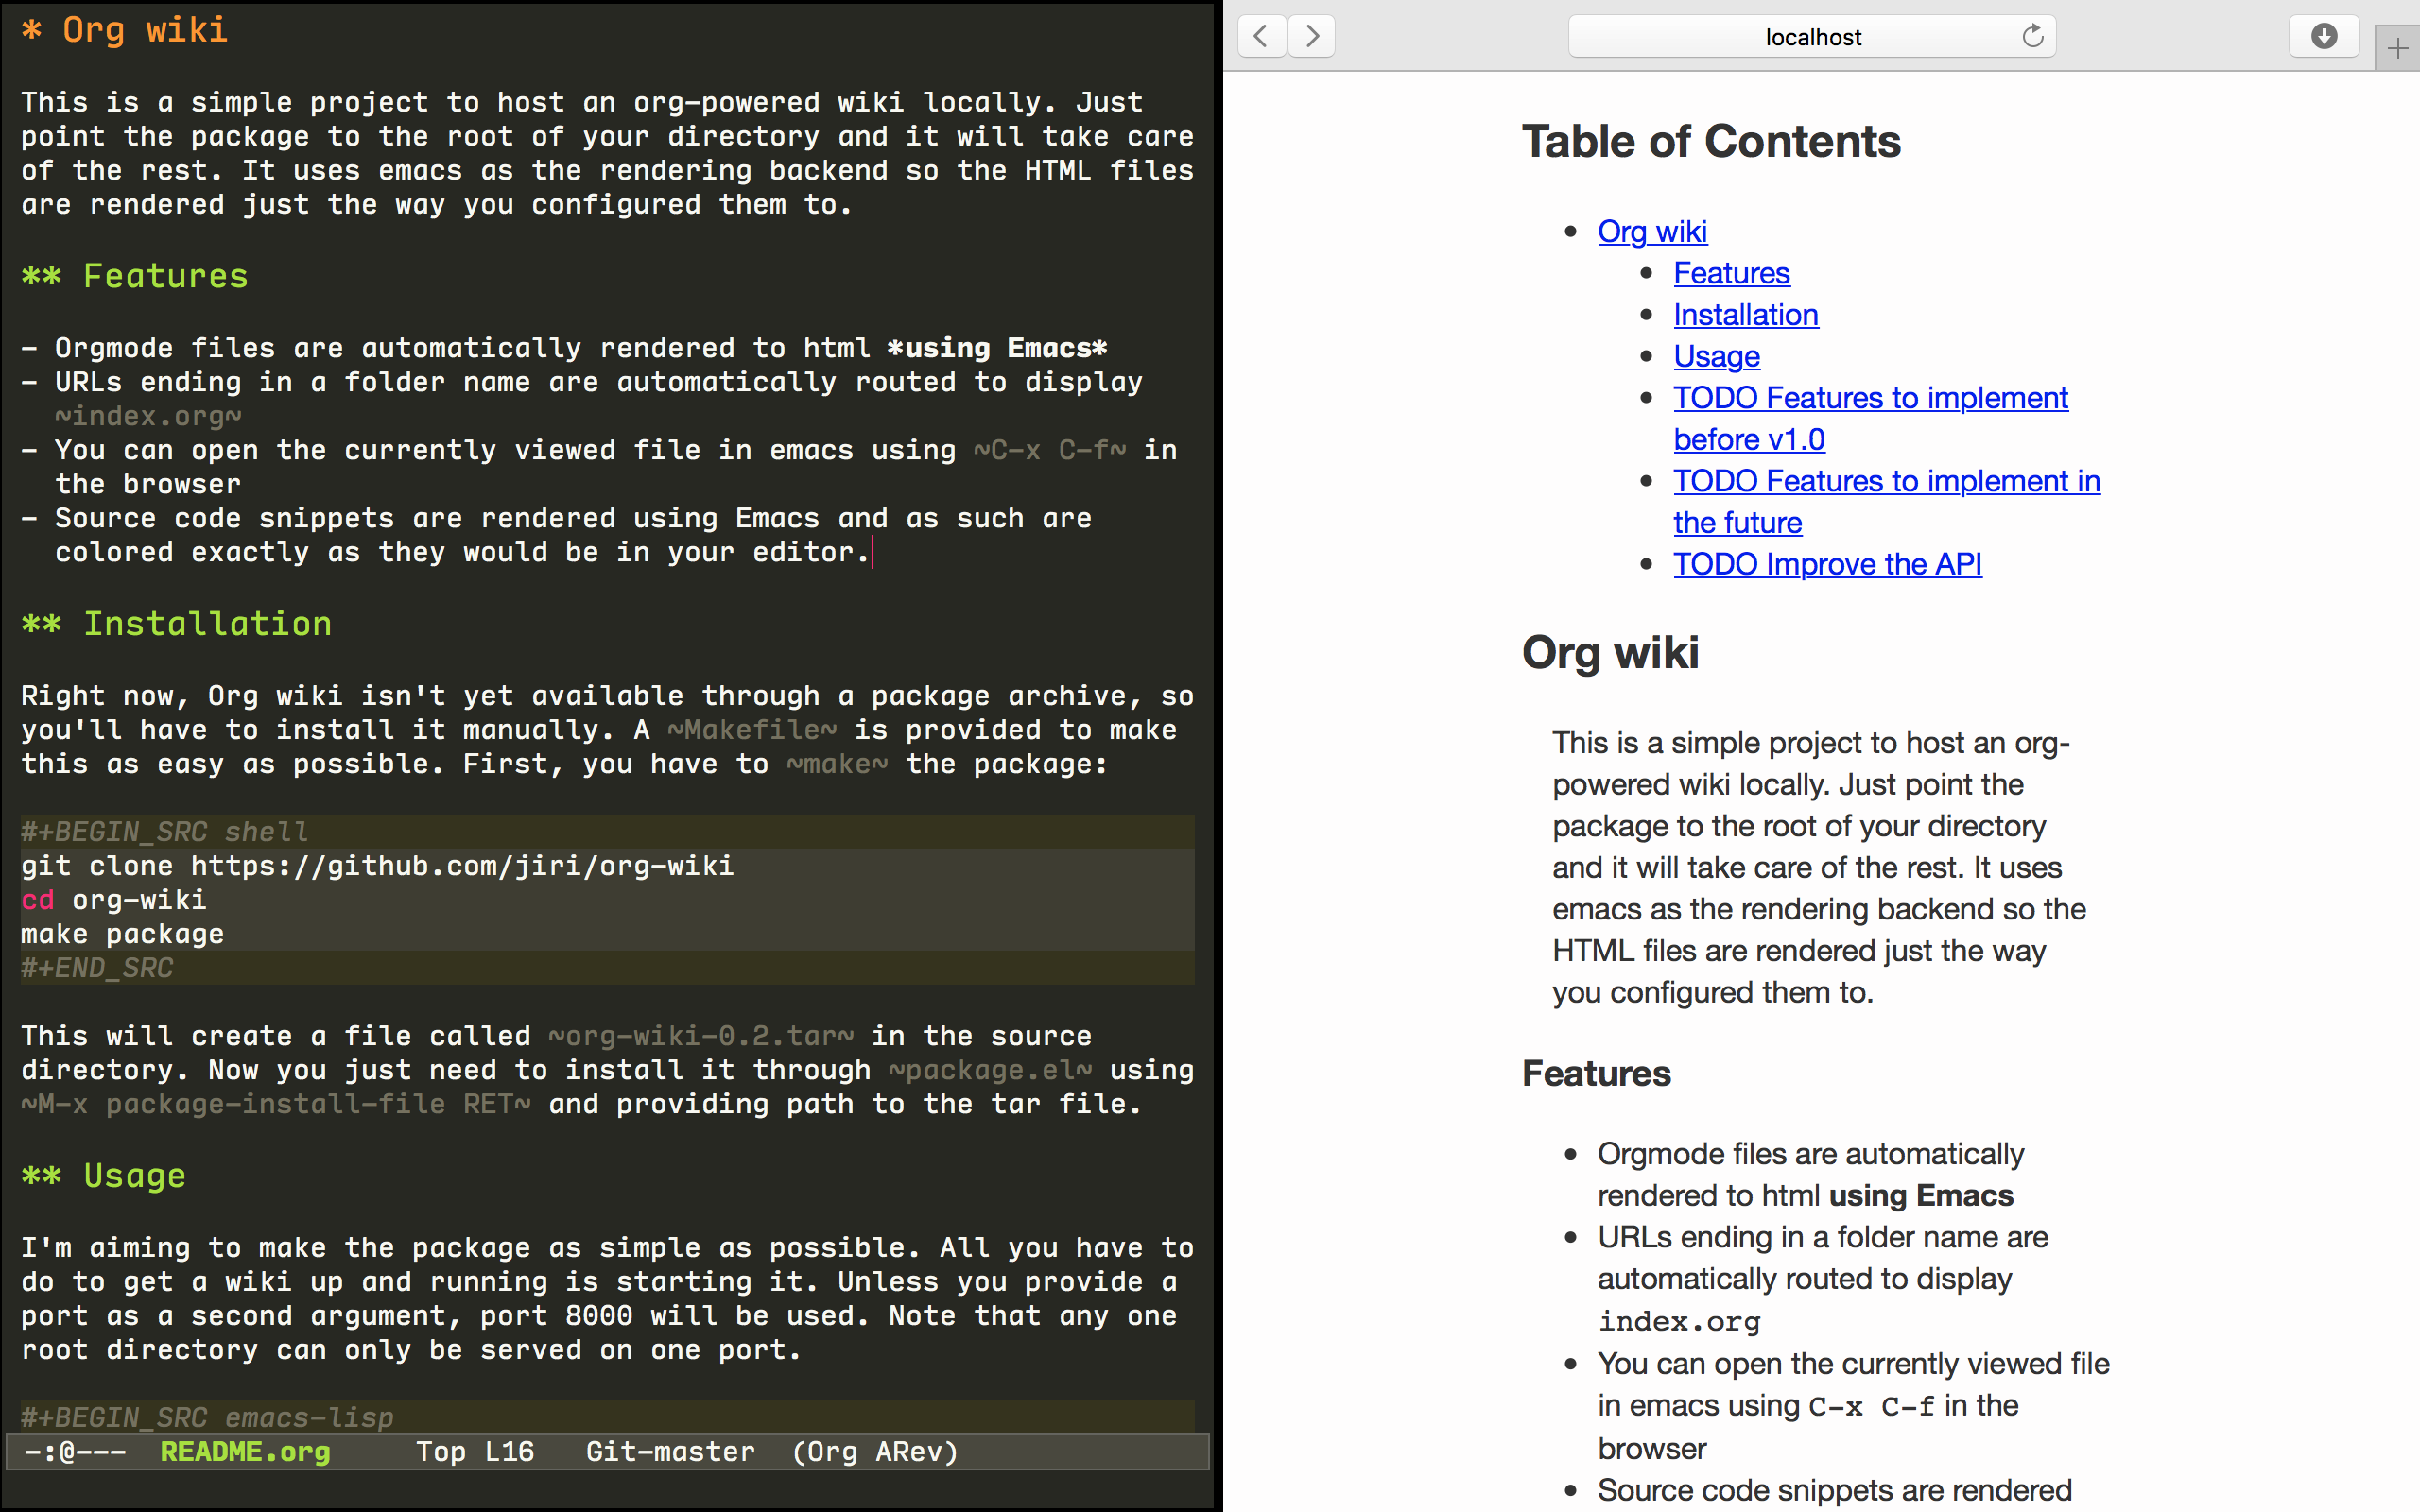 * Org wiki
This is a simple project to host an org-powered wiki locally. Just
point the package to the root of your directory and it will take care
of the rest. It uses emacs as the rendering backend so the HTML files
are rendered just the way you configured them to.
** Features
- Orgmode files are automatically rendered to html *using Emacs*
- URLs ending in a folder name are automatically routed to display
~index.org~
- You can open the currently viewed file in emacs using ~C-x C-f~ in
the browser
- Source code snippets are rendered using Emacs and as such are
colored exactly as they would be in your editor.
** Installation
Right now, Org wiki isn't yet available through a package archive, so
you'll have to install it manually. A ~Makefile~ is provided to make
this as easy as possible. First, you have to ~make~ the package:
#+BEGIN_SRC shell
git clone https://github.com/jiri/org-wiki
cd org-wiki
make package
#+END_SRC
This will create a file called ~org-wiki-0.2.tar~ in the source
directory. Now you just need to install it through ~package.el~ using
~M-x package-install-file RET~ and providing path to the tar file.
** Usage
I'm aiming to make the package as simple as possible. All you have to
do to get a wiki up and running is starting it. Unless you provide a
port as a second argument, port 8000 will be used. Note that any one
root directory can only be served on one port.
#+BEGIN_SRC emacs-lisp
-:@--- README.org Top L16 Git-master (Org ARev)
localhost
Table of Contents
• Org wiki
• Features
• Installation
• Usage
• TODO Features to implement
before v1.0
• TODO Features to implement in
the future
• TODO Improve the API
Org wiki
This is a simple project to host an org-
powered wiki locally. Just point the
package to the root of your directory
and it will take care of the rest. It uses
emacs as the rendering backend so the
HTML files are rendered just the way
you configured them to.
Features
• Orgmode files are automatically
rendered to html using Emacs
• URLs ending in a folder name are
automatically routed to display
index.org
• You can open the currently viewed file
in emacs using C-x C-f in the
browser
• Source code snippets are rendered